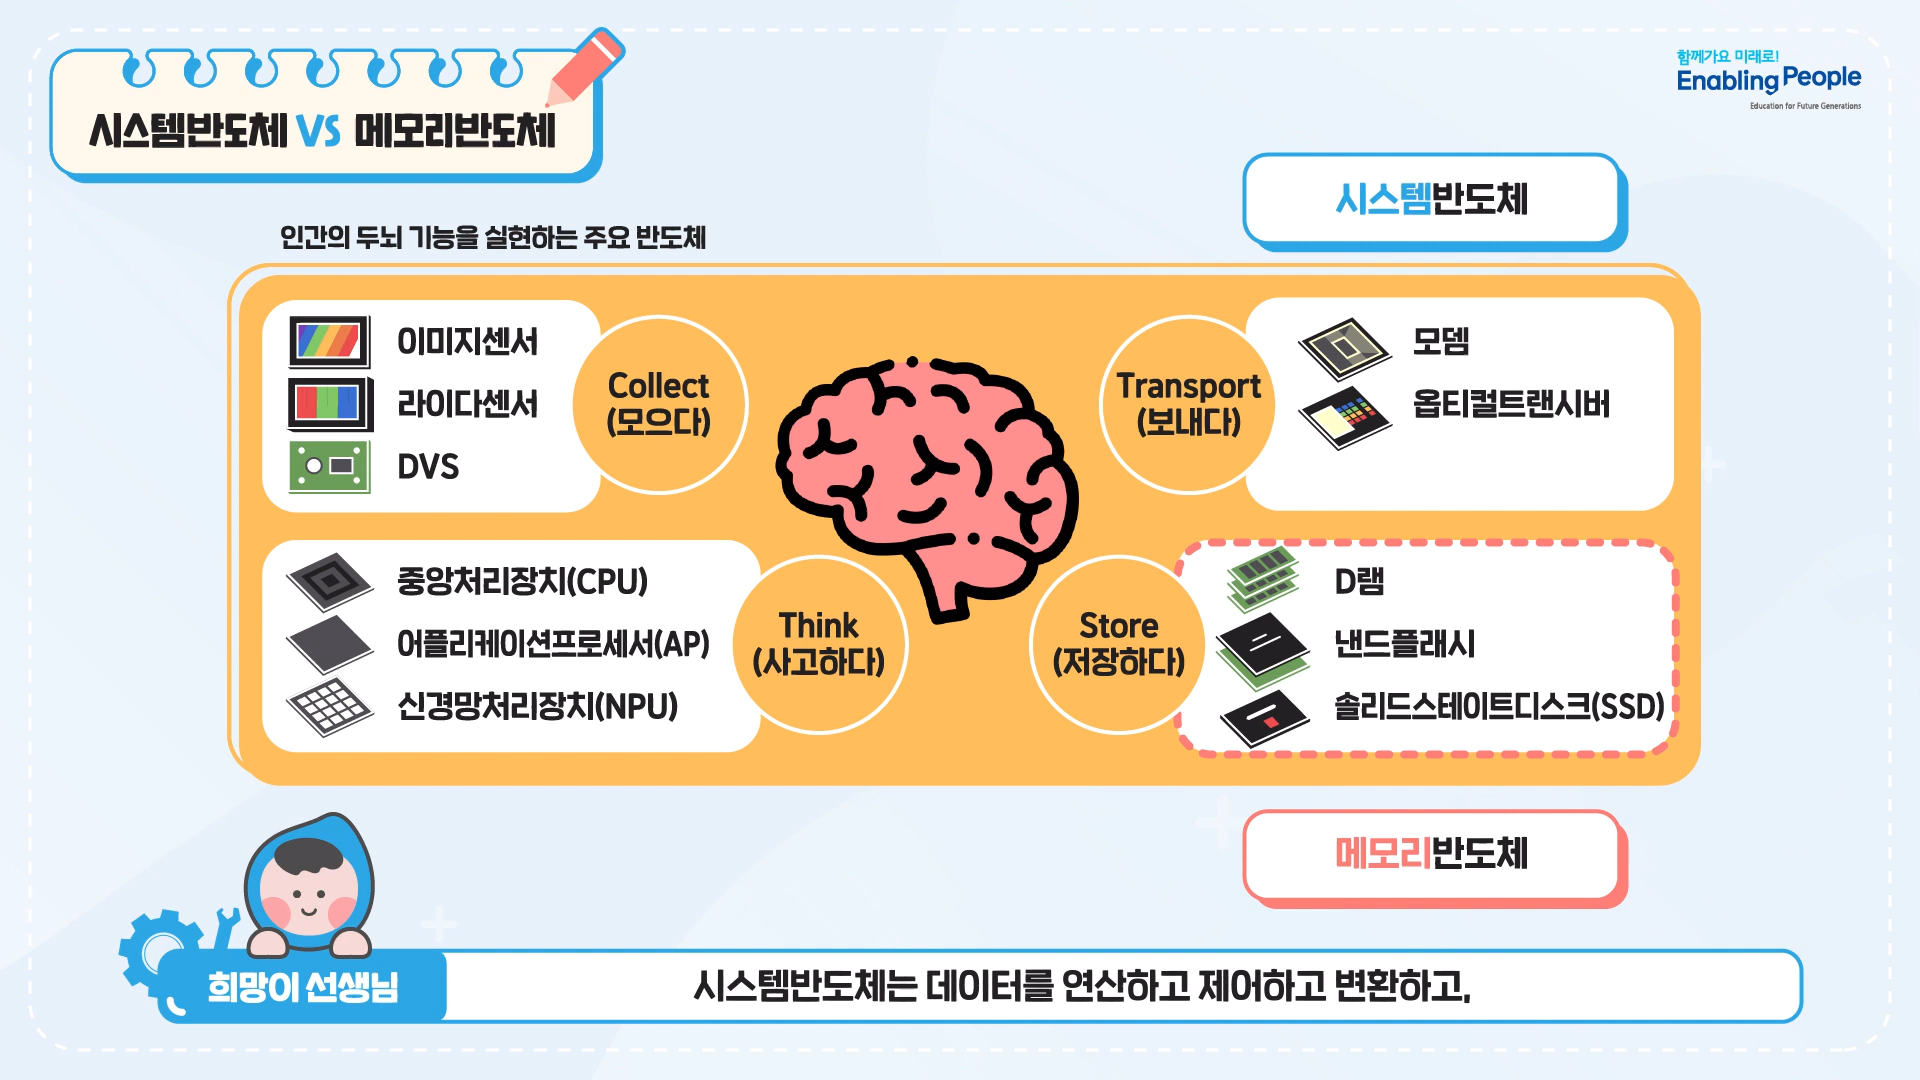 시스템반도체 VS 메모리반도체
함께가요 미래로!
Enabling People
Education for Future Generations
시스템반도체
인간의 두뇌 기능을 실현하는 주요 반도체
이미지센서
라이다센서
DVS
Collect
(모으다)
Transport
(보내다)
모뎀
옵티컬트랜시버
중앙처리장치(CPU)
어플리케이션프로세서(AP)
신경망처리장치(NPU)
Think
(사고하다)
Store
(저장하다)
D램
낸드플래시
솔리드스테이트디스크(SSD)
메모리반도체
희망이 선생님
시스템반도체는 데이터를 연산하고 제어하고 변환하고,